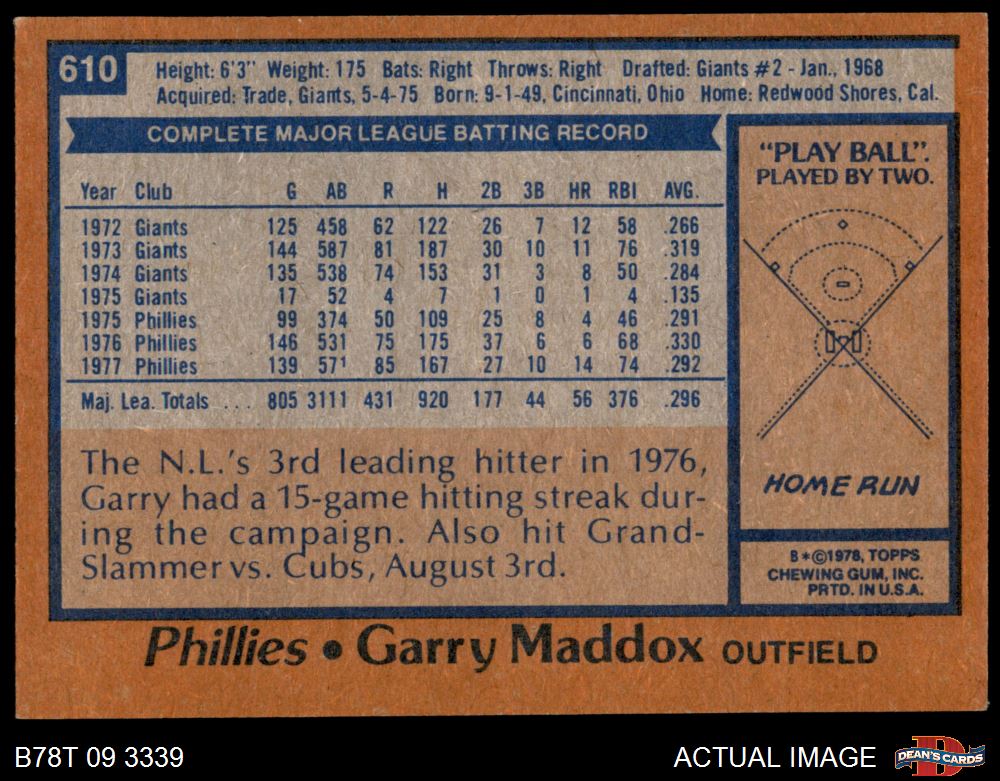 610
Height: 6'3" Weight: 175 Bats: Right Throws: Right Drafted: Giants #2 - Jan., 1968
Acquired: Trade, Giants, 5-4-75 Born: 9-1-49, Cincinnati, Ohio Home: Redwood Shores, Cal.
COMPLETE MAJOR LEAGUE BATTING RECORD
Year Club G AB R H 2B 3B HR RBI AVG.
1972 Giants 125 458 62 122 26 7 12 58 .266
1973 Giants 144 587 81 187 30 10 11 76 .319
1974 Giants 135 538 74 153 31 3 8 50 .284
1975 Giants 17 52 4 7 1 0 1 4 .135
1975 Phillies 99 374 50 109 25 8 4 46 .291
1976 Phillies 146 531 75 175 37 6 6 68 .330
1977 Phillies 139 571 85 167 27 10 14 74 .292
Maj. Lea. Totals . . . 805 3111 431 920 177 44 56 376 .296
The N.L.'s 3rd leading hitter in 1976,
Garry had a 15-game hitting streak dur-
ing the campaign. Also hit Grand-
Slammer vs. Cubs, August 3rd.
"PLAY BALL".
PLAYED BY TWO.
HOME RUN
B*©1978, TOPPS
CHEWING GUM, INC.
PRTD. IN U.S.A.
Phillies • Garry Maddox OUTFIELD
B78T 09 3339
ACTUAL IMAGE
D
DEAN'S CARDS